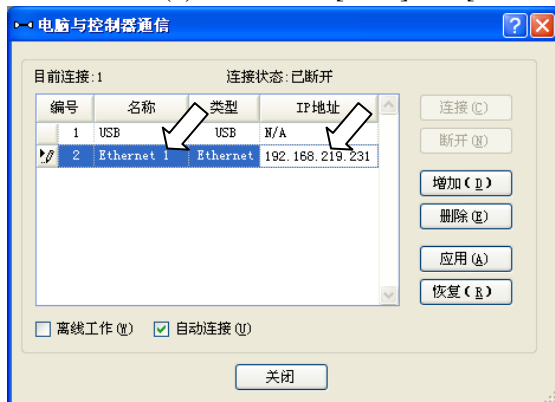 电脑与控制器通信
目前连接:1 连接状态:已断开
编号 名称 类型 IP地址
1 USB USB N/A
2 Ethernet 1 Ethernet 192.168.219.231
连接(C)
断开(N)
增加(D)
删除(E)
应用(A)
恢复(R)
离线工作(W) 自动连接(U)
关闭